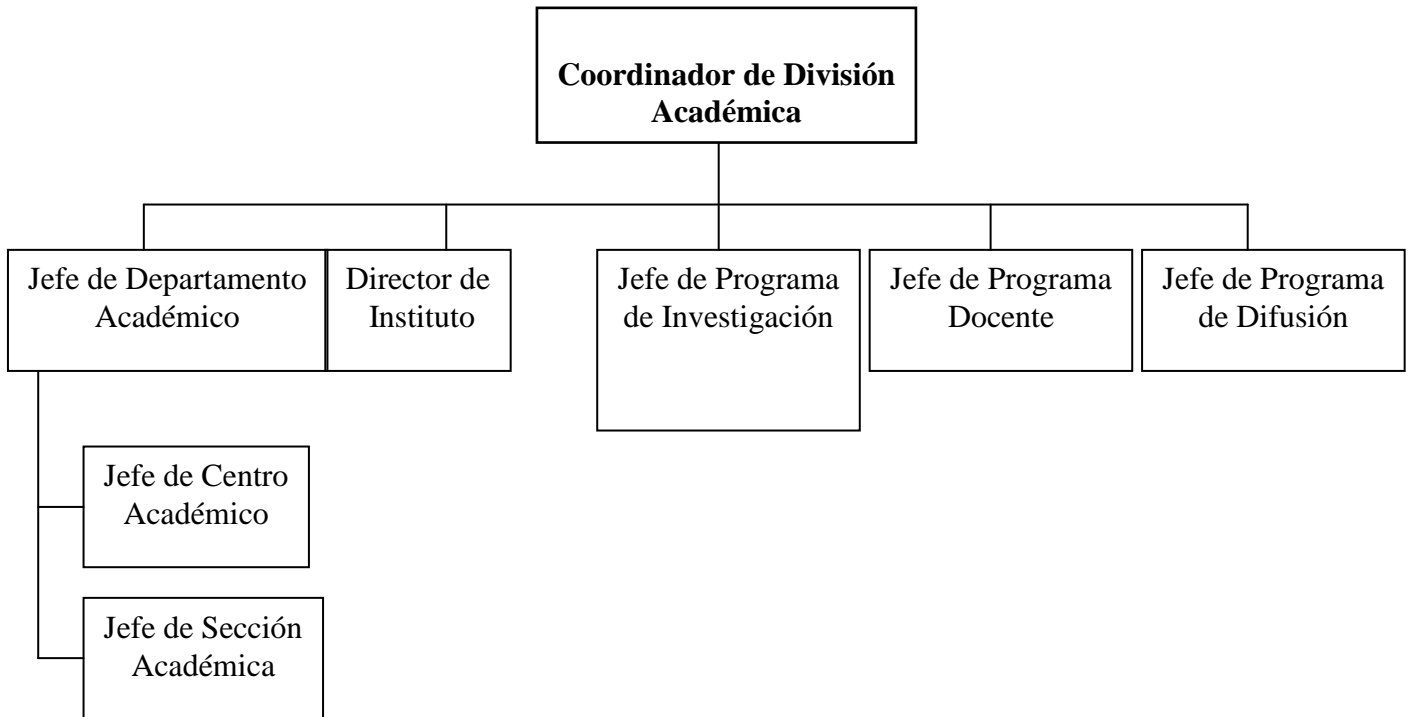 Coordinador de División
Académica
Jefe de Departamento
Académico
Director de
Instituto
Jefe de Programa
de Investigación
Jefe de Programa
Docente
Jefe de Programa
de Difusión
Jefe de Centro
Académico
Jefe de Sección
Académica